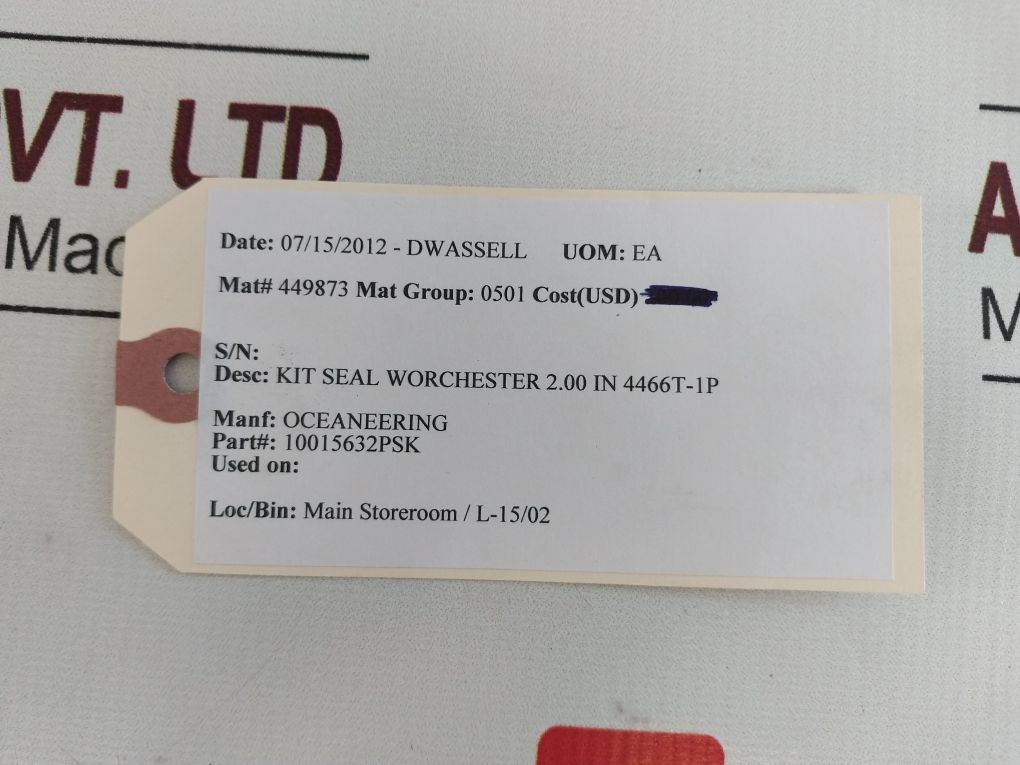 VT. LTD
Mac
A
M
Date: 07/15/2012 - DWASSELL UOM: EA
Mat# 449873 Mat Group: 0501 Cost(USD)
S/N:
Desc: KIT SEAL WORCHESTER 2.00 IN 4466T-1P
Manf: OCEANEERING
Part#: 10015632PSK
Used on:
Loc/Bin: Main Storeroom / L-15/02